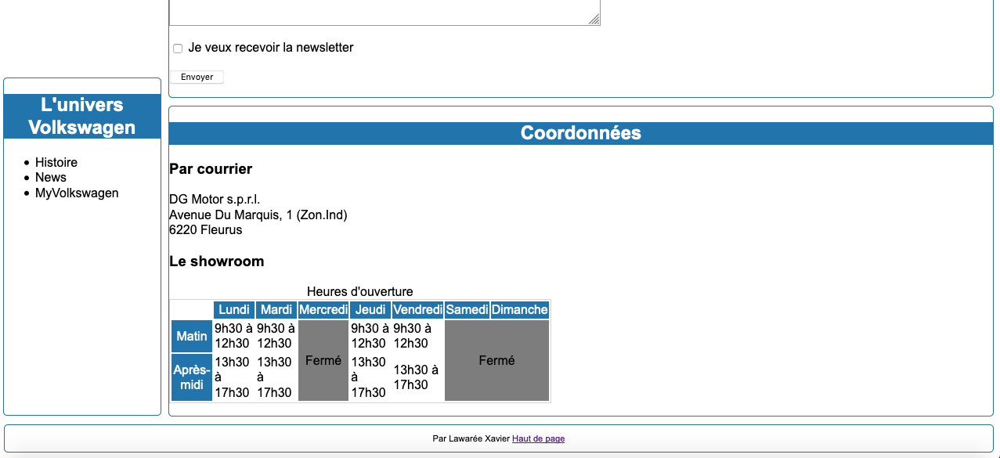 Je veux recevoir la newsletter
Envoyer
L'univers
Volkswagen
Histoire
News
MyVolkswagen
Coordonnées
Par courrier
DG Motor s.p.r.l.
Avenue Du Marquis, 1 (Zon.Ind)
6220 Fleurus
Le showroom
Heures d'ouverture
Lundi Mardi Mercredi Jeudi Vendredi Samedi Dimanche
Matin
9h30 à
12h30
9h30 à
12h30
Fermé
9h30 à
12h30
9h30 à
12h30
Fermé
Après-
midi
13h30
à
17h30
13h30
à
17h30
13h30
à
17h30
13h30 à
17h30
Par Lawarée Xavier Haut de page